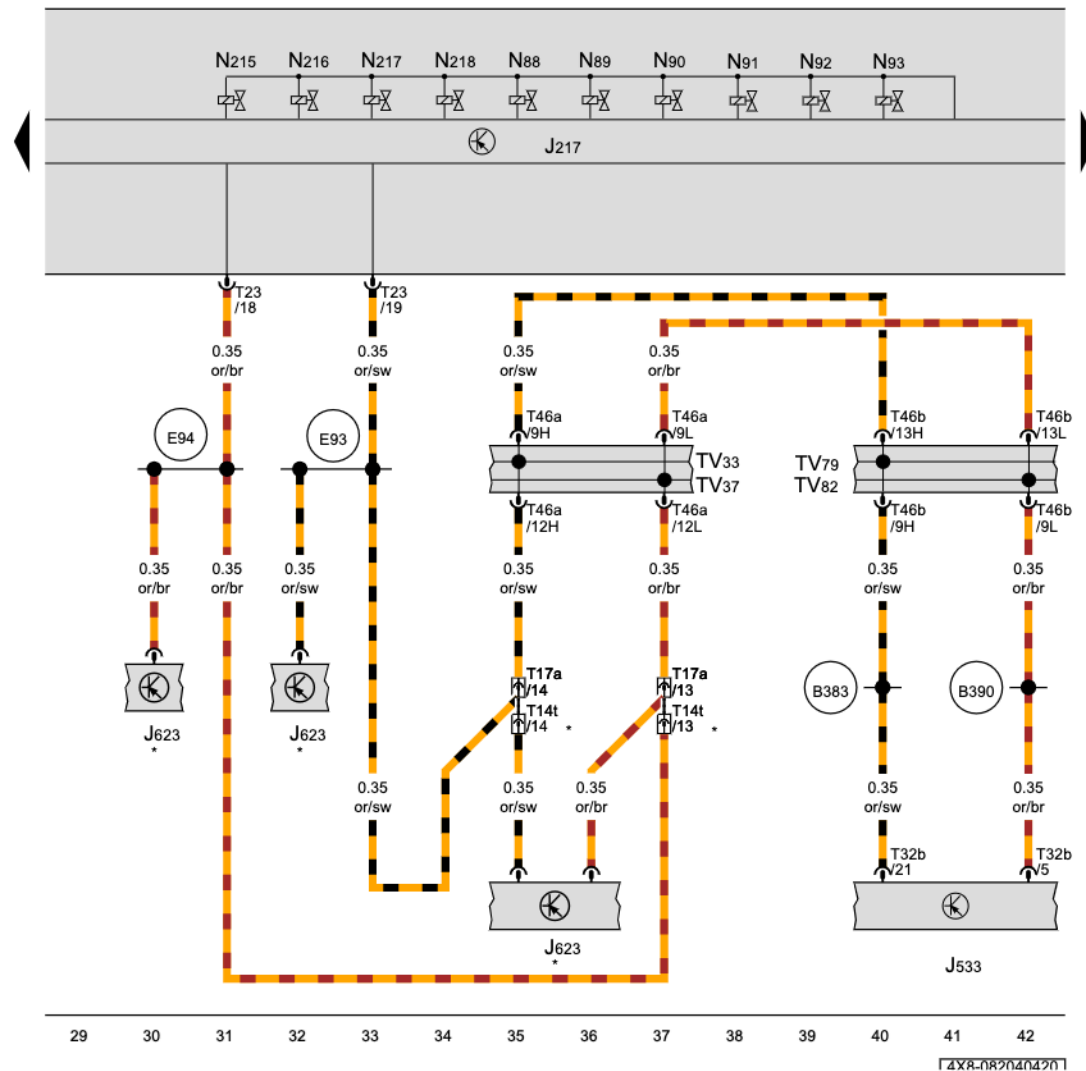 N215 N216 N217 N218 N88 N89 N90 N91 N92 N93
J217
T23 /18
T23 /19
0.35 or/br
0.35 or/sw
0.35 or/sw
0.35 or/br
E94
E93
T46a /9H
T46a /9L
T46b /13H
T46b /13L
TV33
TV37
TV79
TV82
T46a /12H
T46a /12L
T46b /9H
T46b /9L
0.35 or/br
0.35 or/br
0.35 or/sw
0.35 or/sw
0.35 or/br
0.35 or/sw
0.35 or/br
J623 *
J623 *
T17a /14
T14t /14 *
T17a /13
T14t /13 *
B383
B390
0.35 or/sw
0.35 or/sw
0.35 or/br
0.35 or/sw
0.35 or/br
T32b /21
T32b /5
J623 *
J533
29 30 31 32 33 34 35 36 37 38 39 40 41 42
4X8-082040420